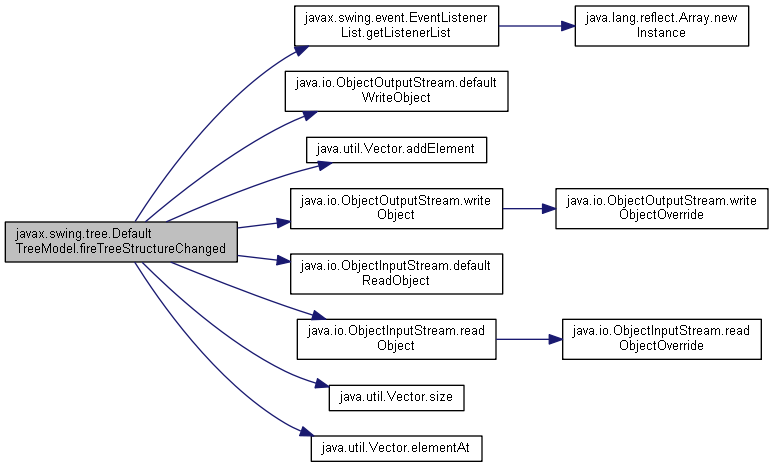 javax.swing.event.EventListener
List.getListenerList
java.lang.reflect.Array.new
Instance
java.io.ObjectOutputStream.default
WriteObject
java.util.Vector.addElement
java.io.ObjectOutputStream.write
Object
java.io.ObjectOutputStream.write
ObjectOverride
javax.swing.tree.Default
TreeModel.fireTreeStructureChanged
java.io.ObjectInputStream.default
ReadObject
java.io.ObjectInputStream.read
Object
java.io.ObjectInputStream.read
ObjectOverride
java.util.Vector.size
java.util.Vector.elementAt